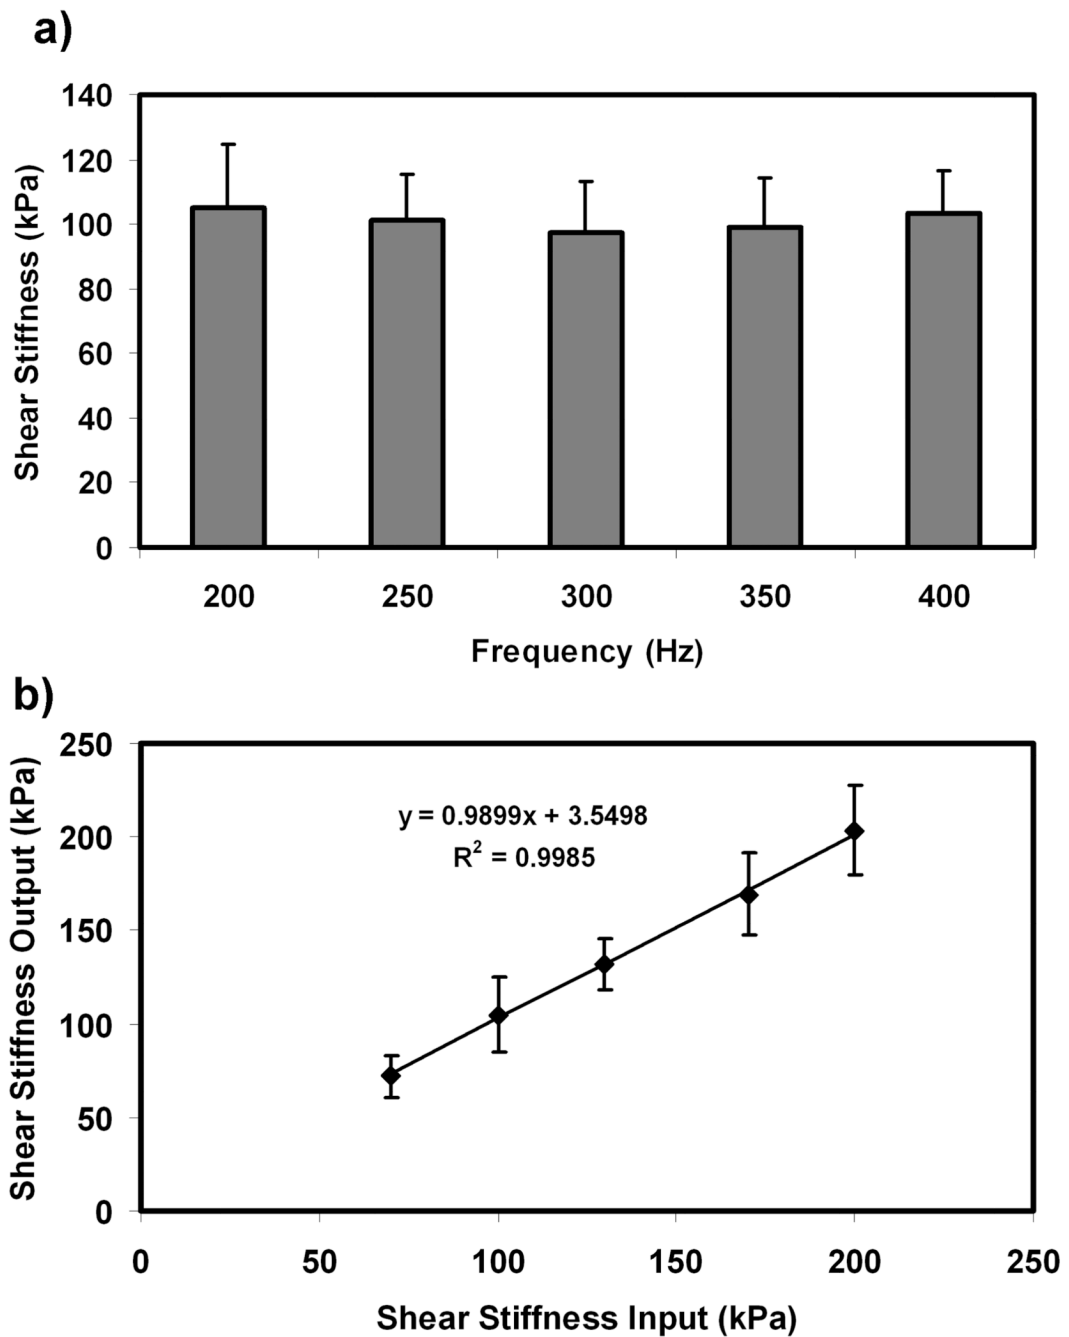 a)
Shear Stiffness (kPa)
140
120
100
80
60
40
20
0
200 250 300 350 400
Frequency (Hz)
b)
Shear Stiffness Output (kPa)
250
200
150
100
50
0
y = 0.9899x + 3.5498
R² = 0.9985
0 50 100 150 200 250
Shear Stiffness Input (kPa)